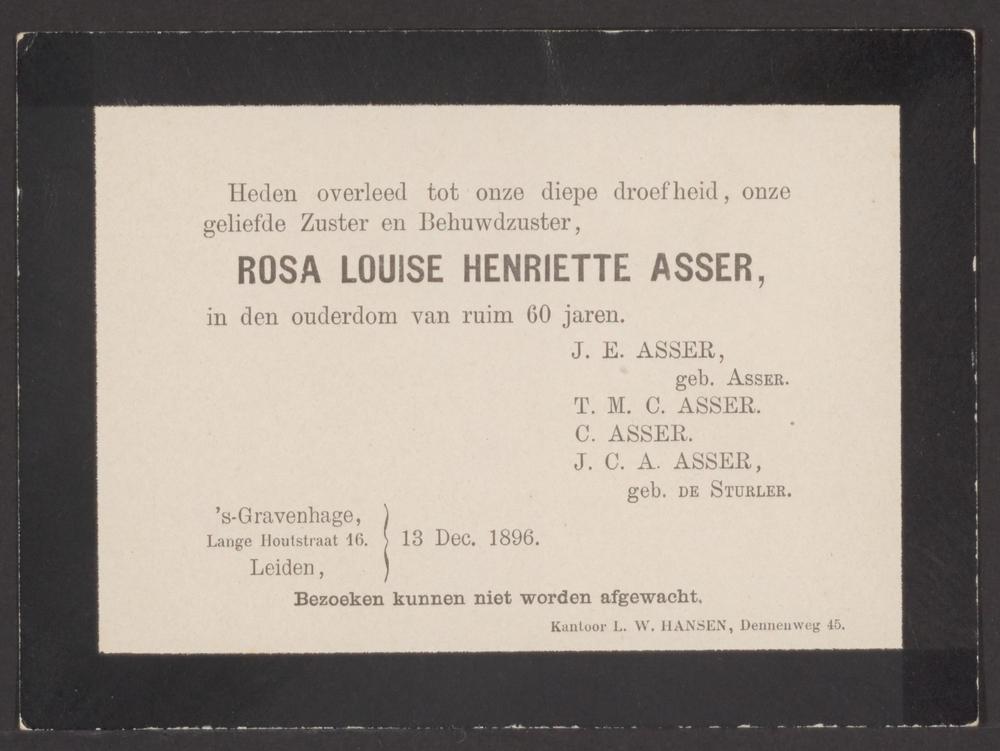 Heden overleed tot onze diepe droefheid, onze
geliefde Zuster en Behuwdzuster,
ROSA LOUISE HENRIETTE ASSER,
in den ouderdom van ruim 60 jaren.
J. E. ASSER,
geb. ASSER.
T. M. C. ASSER.
C. ASSER.
J. C. A. ASSER,
geb. DE STURLER.
's-Gravenhage,
Lange Houtstraat 16.
Leiden,
13 Dec. 1896.
Bezoeken kunnen niet worden afgewacht.
Kantoor L. W. HANSEN, Dennenweg 45.